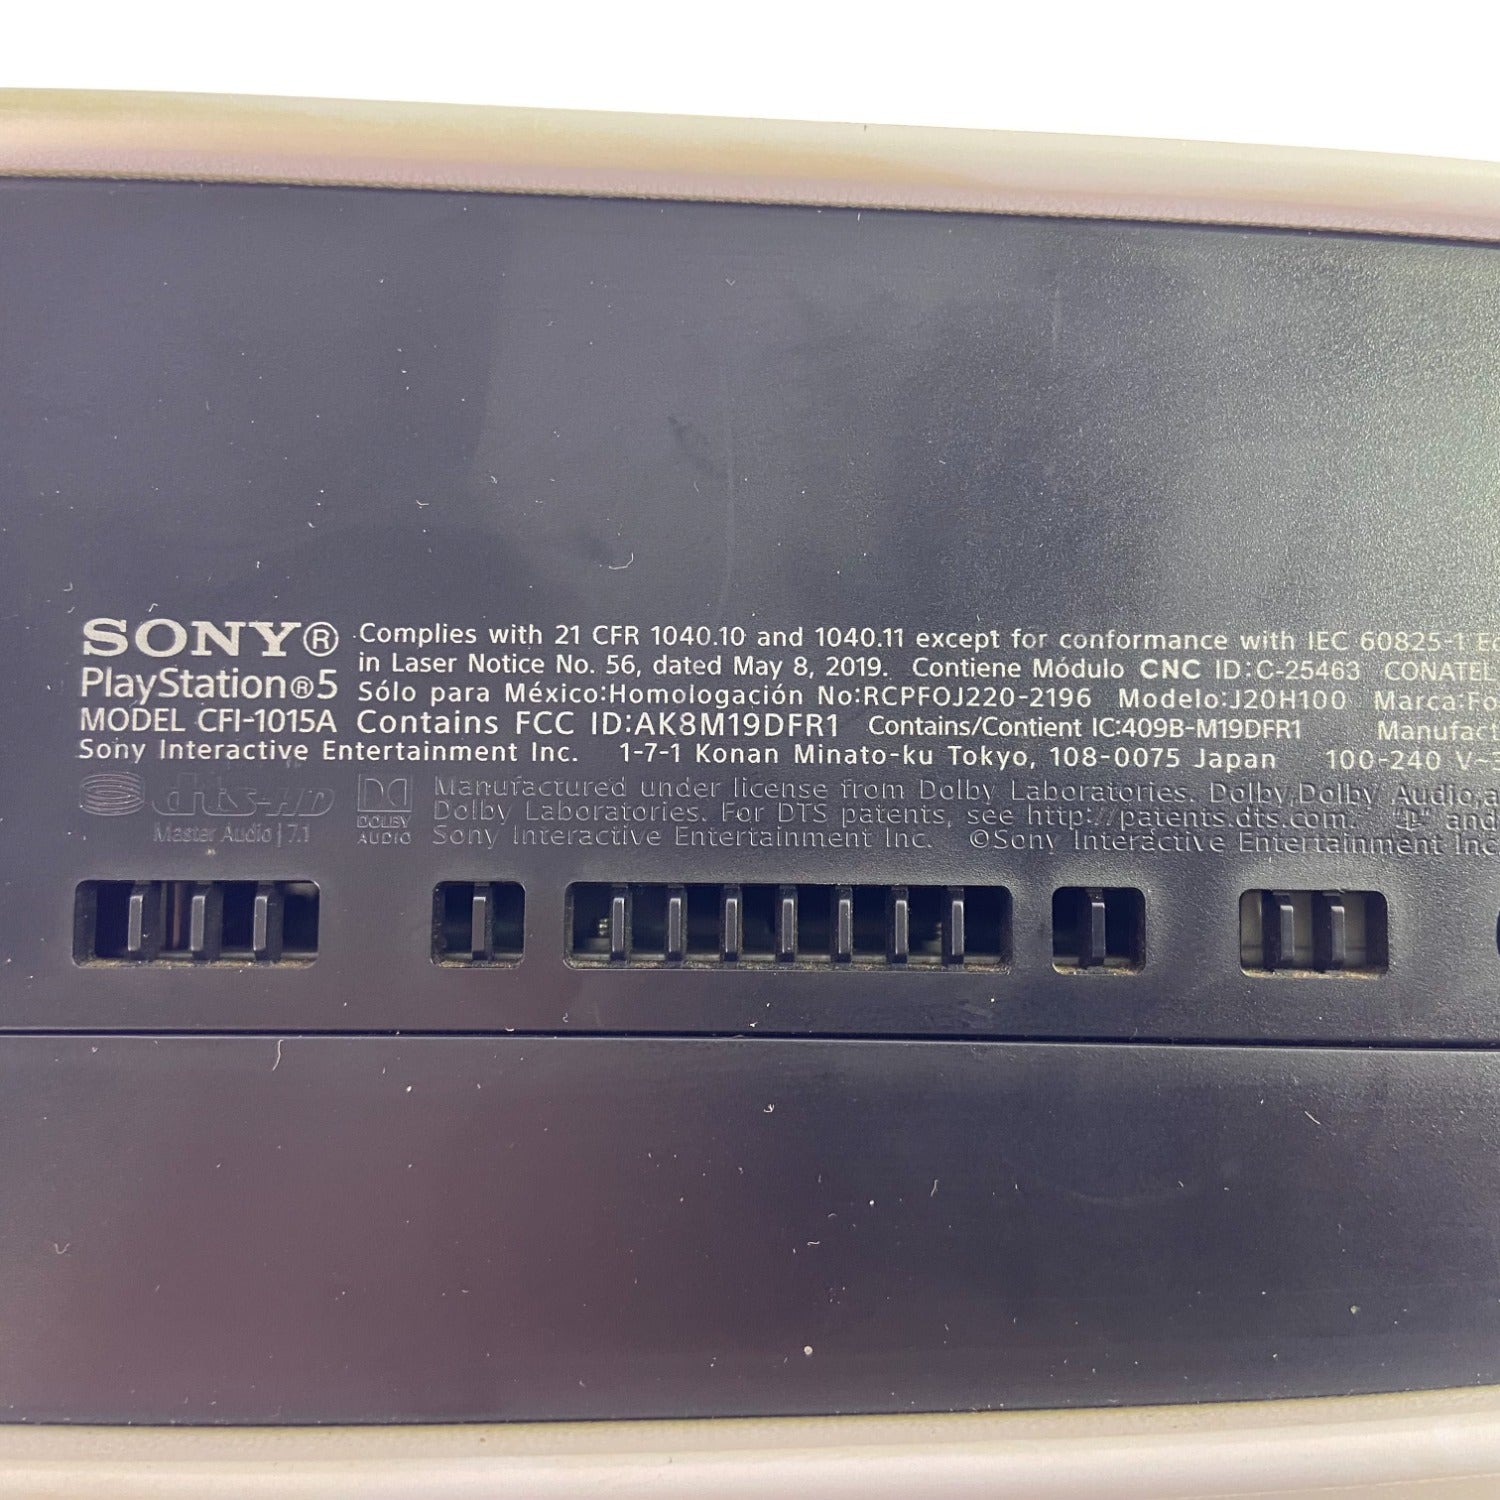 SONY®
PlayStation®5
MODEL CFI-1015A
Complies with 21 CFR 1040.10 and 1040.11 except for conformance with IEC 60825-1
in Laser Notice No. 56, dated May 8, 2019. Contiene Módulo CNC ID:C-25463 CONATEL
Sólo para México:Homologación No:RCPFOJ220-2196 Modelo:J20H100 Marca:
Contains FCC ID:AK8M19DFR1 Contains/Contient IC:409B-M19DFR1
Sony Interactive Entertainment Inc. 1-7-1 Konan Minato-ku Tokyo, 108-0075 Japan 100-240 V~
dts-HD
Master Audio | 7.1
DOLBY
AUDIO
Manufactured under license from Dolby Laboratories. Dolby, Dolby Audio,
Dolby Laboratories. For DTS patents, see http://patents.dts.com. and
Sony Interactive Entertainment Inc. ©Sony Interactive Entertainment Inc.